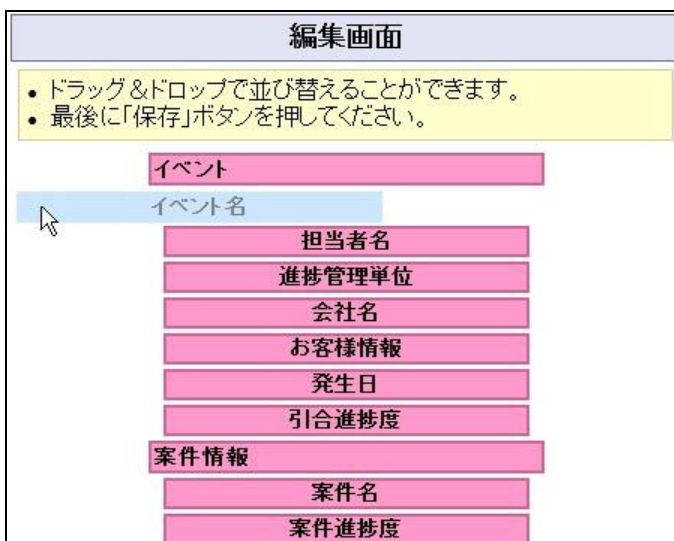 編集画面
• ドラッグ＆ドロップで並び替えることができます。
• 最後に「保存」ボタンを押してください。
イベント
イベント名
担当者名
進捗管理単位
会社名
お客様情報
発生日
引合進捗度
案件情報
案件名
案件進捗度